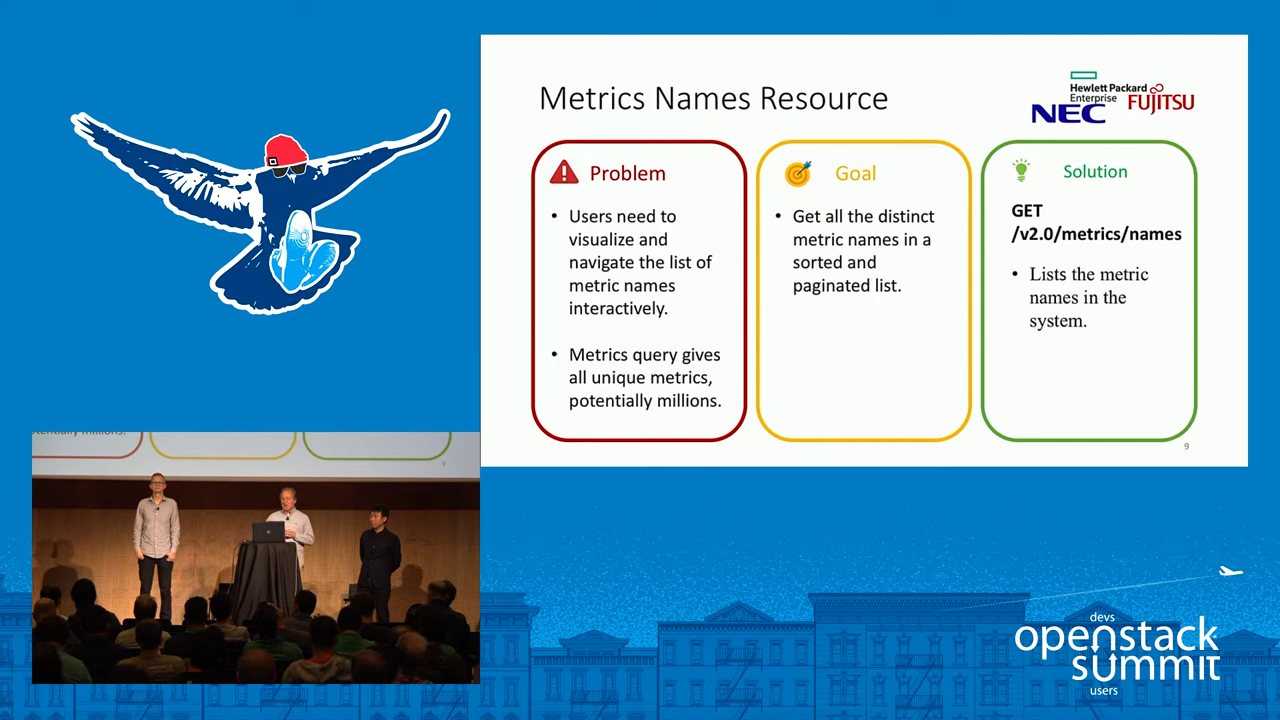 Metrics Names Resource
Hewlett Packard
Enterprise
NEC
FUJITSU
Problem
• Users need to
visualize and
navigate the list of
metric names
interactively.
• Metrics query gives
all unique metrics,
potentially millions.
Goal
• Get all the distinct
metric names in a
sorted and
paginated list.
Solution
GET
/v2.0/metrics/names
• Lists the metric
names in the
system.
9
potentially millions.
9
devs
openstack
summit
users